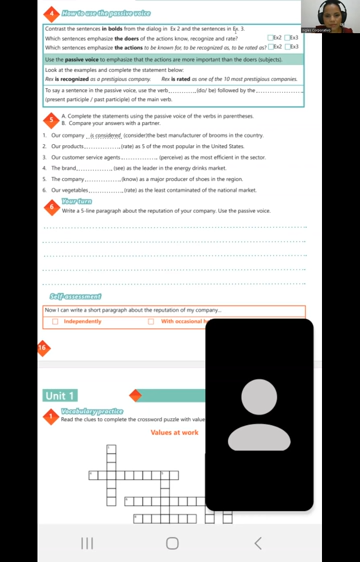 4 How to use the passive voice
Contrast the sentences in bolds from the dialog in Ex 2 and the sentences in Ex. 3.
Which sentences emphasize the doers of the actions know, recognize and rate? Ex2 Ex3
Which sentences emphasize the actions to be known for, to be recognized as, to be rated as? Ex2 Ex3
Use the passive voice to emphasize that the actions are more important than the doers (subjects).
Look at the examples and complete the statement below:
Rex is recognized as a prestigious company. Rex is rated as one of the 10 most prestigious companies.
To say a sentence in passive voice, use the verb...............(do/ be) followed by the...............
(present participle / past participle) of the main verb.
5 A. Complete the statements using the passive voice of the verbs in parentheses.
B. Compare your answers with a partner.
1. Our company ..is considered.. (consider)the best manufacturer of brooms in the country.
2. Our products.................(rate) as 5 of the most popular in the United States.
3. Our customer service agents .................(perceive) as the most efficient in the sector.
4. The brand.................(see) as the leader in the energy drinks market.
5. The company.................(know) as a major producer of shoes in the region.
6. Our vegetables.................(rate) as the least contaminated of the national market.
6 Your turn
Write a 5-line paragraph about the reputation of your company. Use the passive voice.
Self-assessment
Now I can write a short paragraph about the reputation of my company...
Independently With occasional
16
Unit 1
1 Vocabulary practice
Read the clues to complete the crossword puzzle with
Values at work